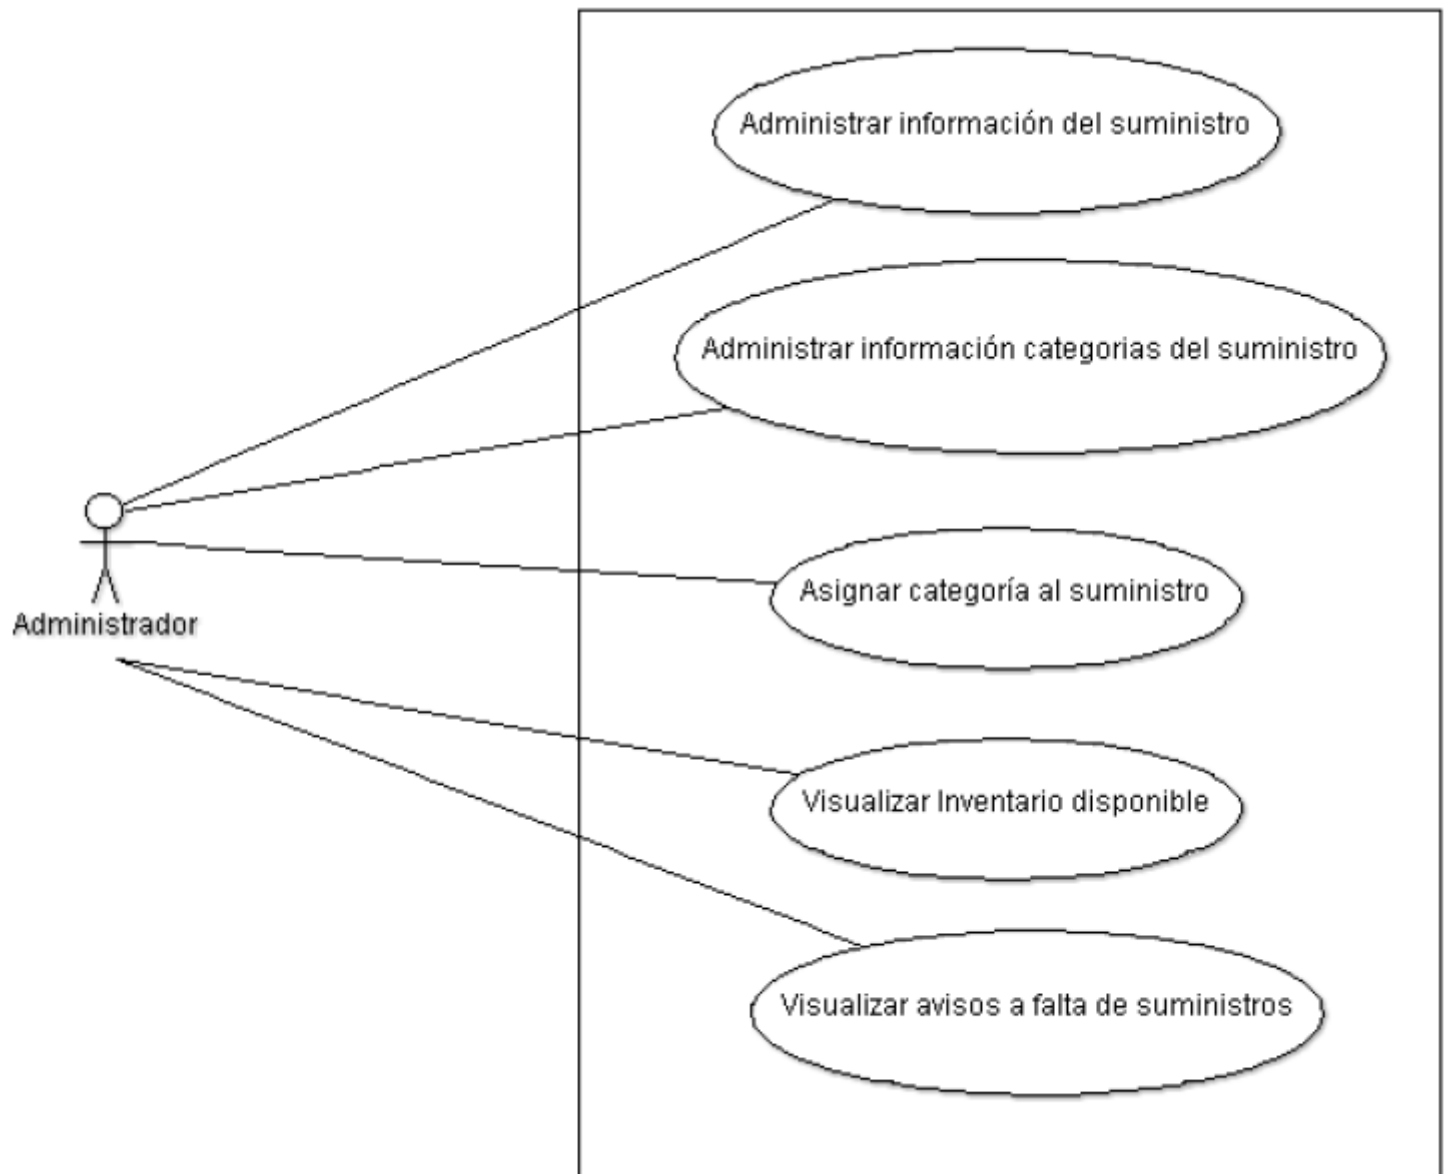 Administrar información del suministro
Administrar información categorias del suministro
Administrador
Asignar categoría al suministro
Visualizar Inventario disponible
Visualizar avisos a falta de suministros